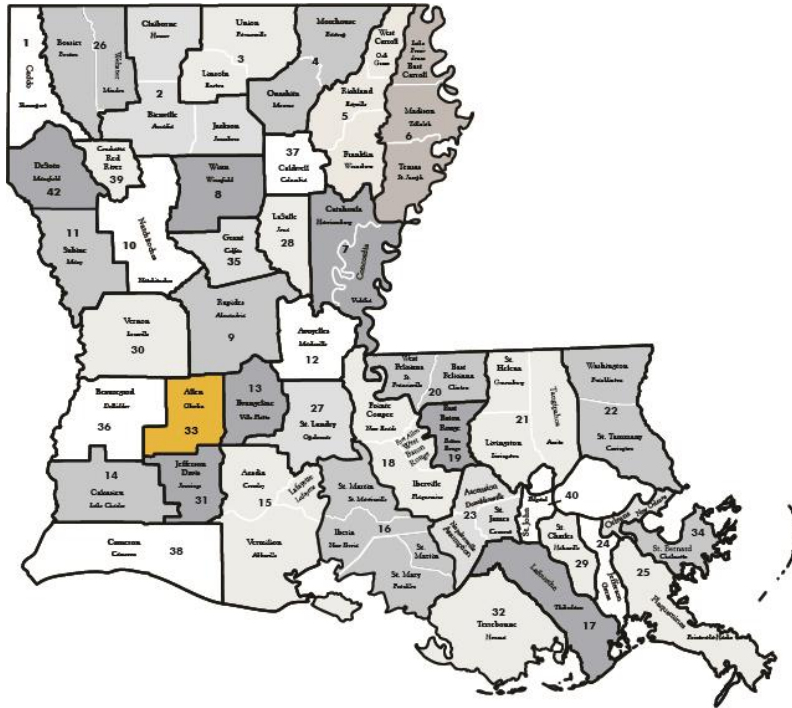 1
Caddo
Shreveport
Bossier
Benton
26
Webster
Minden
Claiborne
Homer
2
Bienville
Arcadia
Jackson
Jonesboro
Union
Farmerville
3
Lincoln
Ruston
Morehouse
Bastrop
4
Ouachita
Monroe
West
Carroll
Oak
Grove
Richland
Rayville
5
Franklin
Winnsboro
Lake
Providence
East
Carroll
Madison
Tallulah
6
Tensas
St. Joseph
DeSoto
Mansfield
42
Coushatta
Red
River
39
Winn
Winnfield
8
37
Caldwell
Columbia
11
Sabine
Many
10
Natchitoches
Natchitoches
Grant
Colfax
35
LaSalle
Jena
28
Catahoula
Harrisonburg
7
Concordia
Vidalia
Vernon
Leesville
30
Rapides
Alexandria
9
Avoyelles
Marksville
12
Beauregard
DeRidder
36
Allen
Oberlin
33
13
Evangeline
Ville Platte
27
St. Landry
Opelousas
Pointe
Coupee
New Roads
Port Allen
West
Baton
Rouge
18
Iberville
Plaquemine
West
Feliciana
St. Francisville
East
Feliciana
Clinton
20
East
Baton
Rouge
Baton
Rouge
19
St.
Helena
Greensburg
Tangipahoa
Amite
21
Livingston
Livingston
Washington
Franklinton
22
St. Tammany
Covington
14
Calcasieu
Lake Charles
Jefferson
Davis
Jennings
31
Acadia
Crowley
15
Lafayette
Lafayette
Vermilion
Abbeville
Cameron
Cameron
38
St. Martin
St. Martinville
16
Iberia
New Iberia
St.
Martin
St. Mary
Franklin
Ascension
Donaldsonville
23
St.
James
Convent
Napoleonville
Assumption
St. John
Edgard
40
St.
Charles
Hahnville
29
Orleans
New Orleans
24
Jefferson
Gretna
34
St. Bernard
Chalmette
25
Plaquemines
Pointe a la Hache
Lafourche
Thibodaux
17
32
Terrebonne
Houma